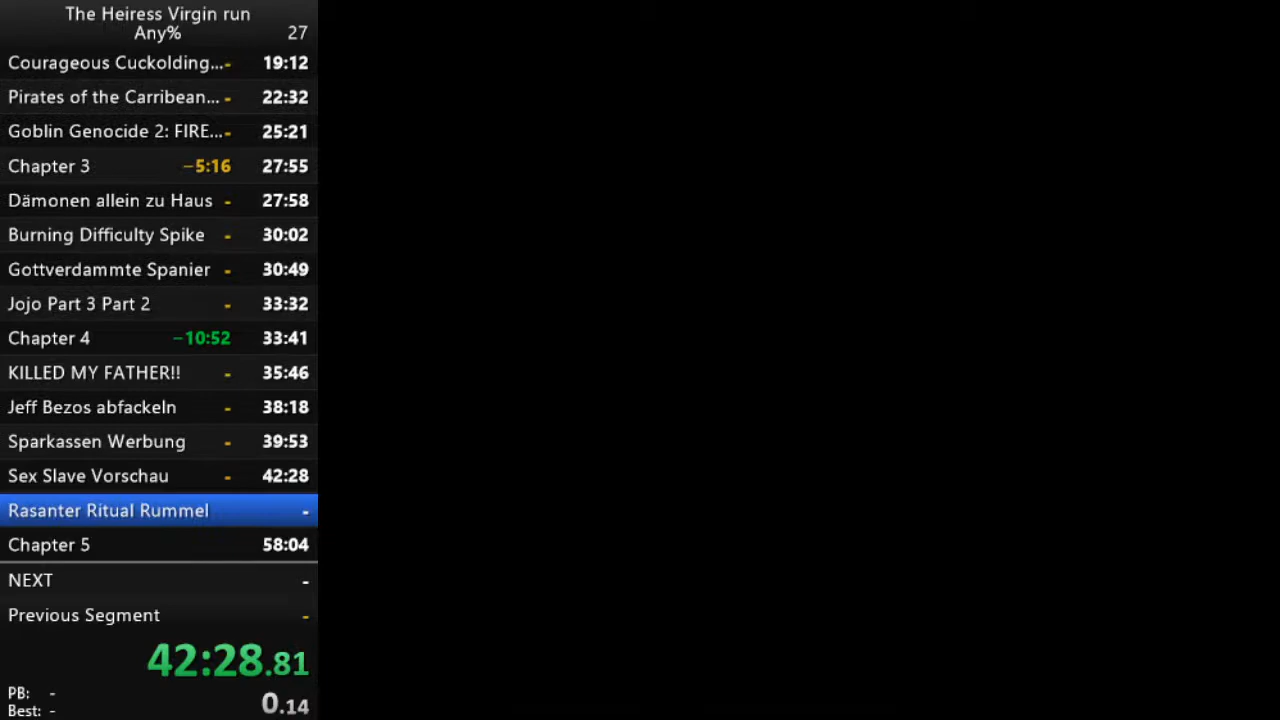 The Heiress Virgin run
Any% 27
Courageous Cuckolding...- 19:12
Pirates of the Carribean... - 22:32
Goblin Genocide 2: FIRE...- 25:21
Chapter 3 −5:16 27:55
Dämonen allein zu Haus - 27:58
Burning Difficulty Spike - 30:02
Gottverdammte Spanier - 30:49
Jojo Part 3 Part 2 - 33:32
Chapter 4 −10:52 33:41
KILLED MY FATHER!! - 35:46
Jeff Bezos abfackeln - 38:18
Sparkassen Werbung - 39:53
Sex Slave Vorschau - 42:28
Rasanter Ritual Rummel -
Chapter 5 58:04
NEXT -
Previous Segment -
42:28.81
PB: -
Best: - 0.14